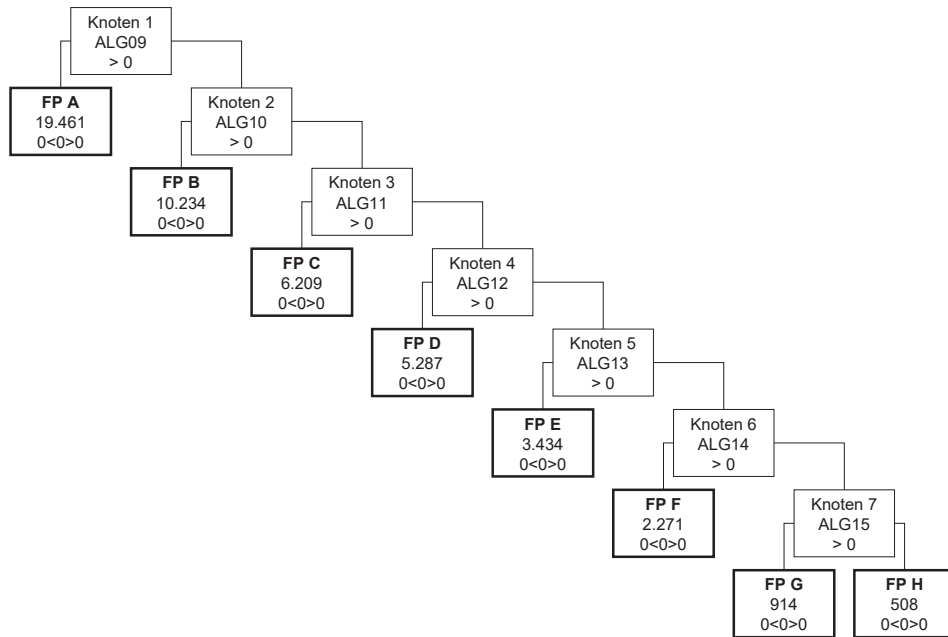 Knoten 1
ALG09
> 0
FP A
19.461
0<0>0
Knoten 2
ALG10
> 0
FP B
10.234
0<0>0
Knoten 3
ALG11
> 0
FP C
6.209
0<0>0
Knoten 4
ALG12
> 0
FP D
5.287
0<0>0
Knoten 5
ALG13
> 0
FP E
3.434
0<0>0
Knoten 6
ALG14
> 0
FP F
2.271
0<0>0
Knoten 7
ALG15
> 0
FP G
914
0<0>0
FP H
508
0<0>0